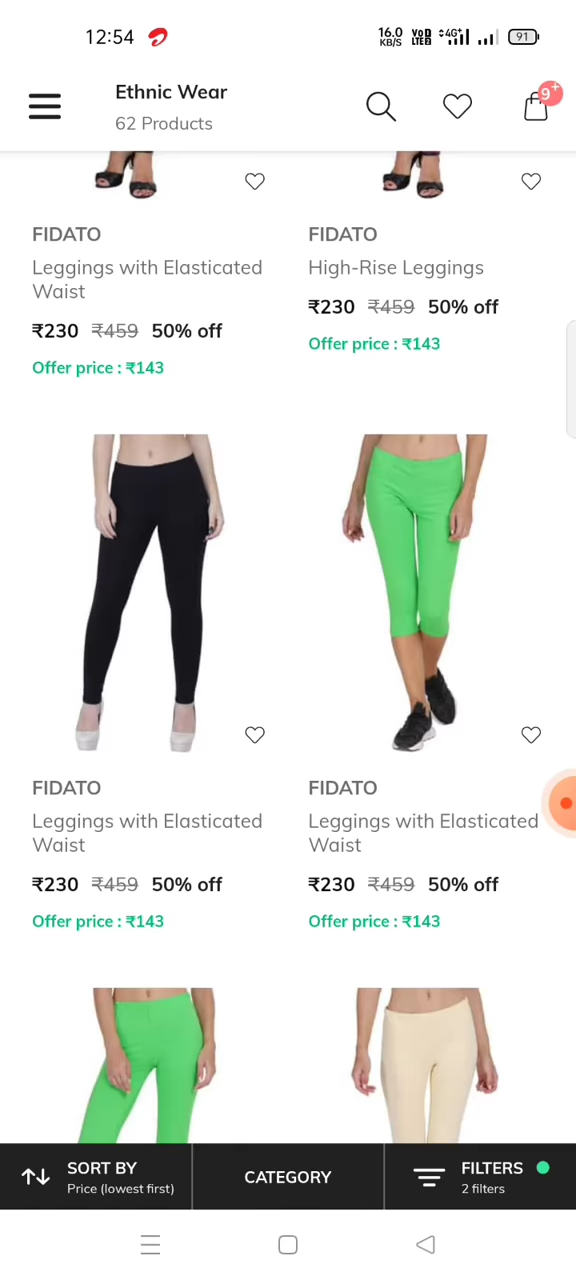 12:54
16.0 KB/S
VoD LTE2
4G+
91
Ethnic Wear
62 Products
9+
FIDATO
Leggings with Elasticated
Waist
₹230 ₹459 50% off
Offer price : ₹143
FIDATO
High-Rise Leggings
₹230 ₹459 50% off
Offer price : ₹143
FIDATO
Leggings with Elasticated
Waist
₹230 ₹459 50% off
Offer price : ₹143
FIDATO
Leggings with Elasticated
Waist
₹230 ₹459 50% off
Offer price : ₹143
SORT BY
Price (lowest first)
CATEGORY
FILTERS
2 filters